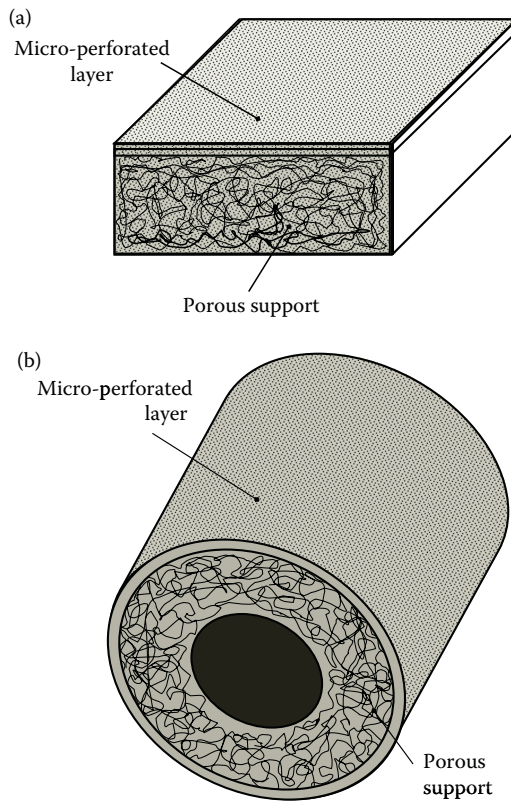 (a)
Micro-perforated
layer
Porous support
(b)
Micro-perforated
layer
Porous
support